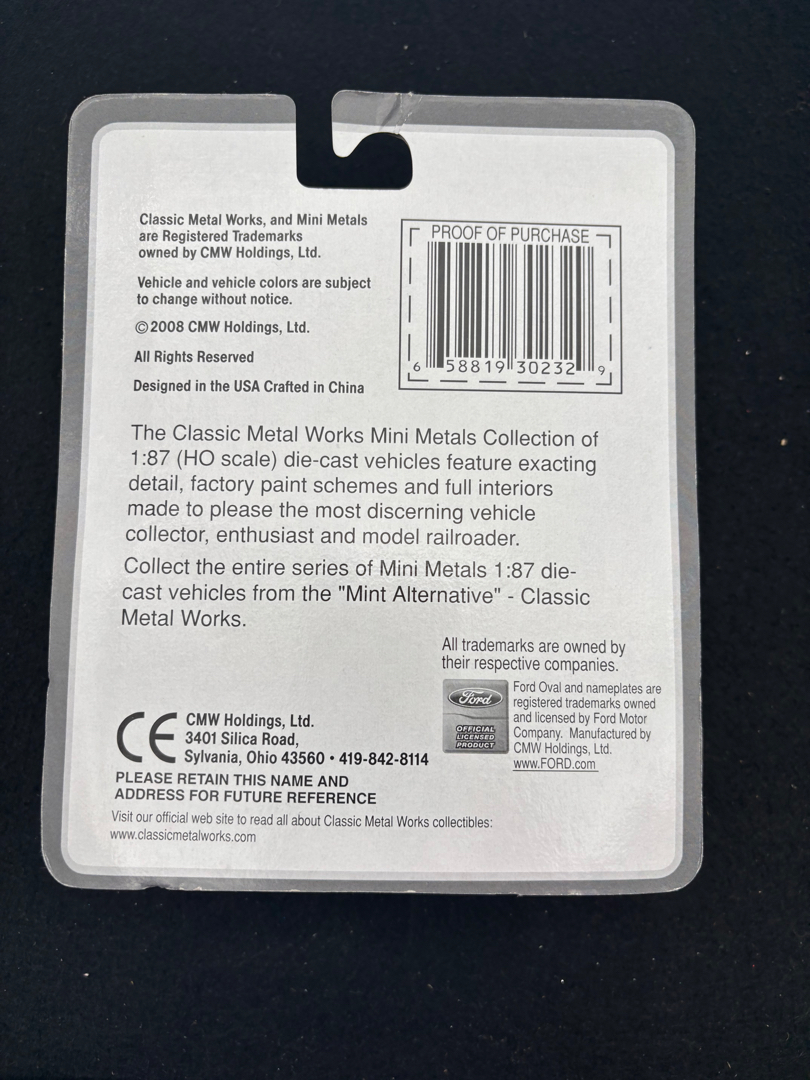 Classic Metal Works, and Mini Metals
are Registered Trademarks
owned by CMW Holdings, Ltd.
Vehicle and vehicle colors are subject
to change without notice.
©2008 CMW Holdings, Ltd.
All Rights Reserved
Designed in the USA Crafted in China
PROOF OF PURCHASE
6 58819 30232 9
The Classic Metal Works Mini Metals Collection of
1:87 (HO scale) die-cast vehicles feature exacting
detail, factory paint schemes and full interiors
made to please the most discerning vehicle
collector, enthusiast and model railroader.
Collect the entire series of Mini Metals 1:87 die-
cast vehicles from the "Mint Alternative" - Classic
Metal Works.
All trademarks are owned by
their respective companies.
Ford
OFFICIAL
LICENSED
PRODUCT
Ford Oval and nameplates are
registered trademarks owned
and licensed by Ford Motor
Company. Manufactured by
CMW Holdings, Ltd.
www.FORD.com
CE
CMW Holdings, Ltd.
3401 Silica Road,
Sylvania, Ohio 43560 • 419-842-8114
PLEASE RETAIN THIS NAME AND
ADDRESS FOR FUTURE REFERENCE
Visit our official web site to read all about Classic Metal Works collectibles:
www.classicmetalworks.com